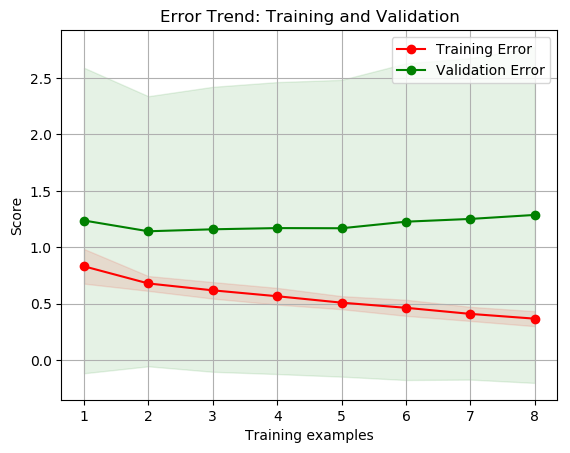 Error Trend: Training and Validation
Training Error
Validation Error
2.5
2.0
1.5
1.0
0.5
0.0
Score
1 2 3 4 5 6 7 8
Training examples